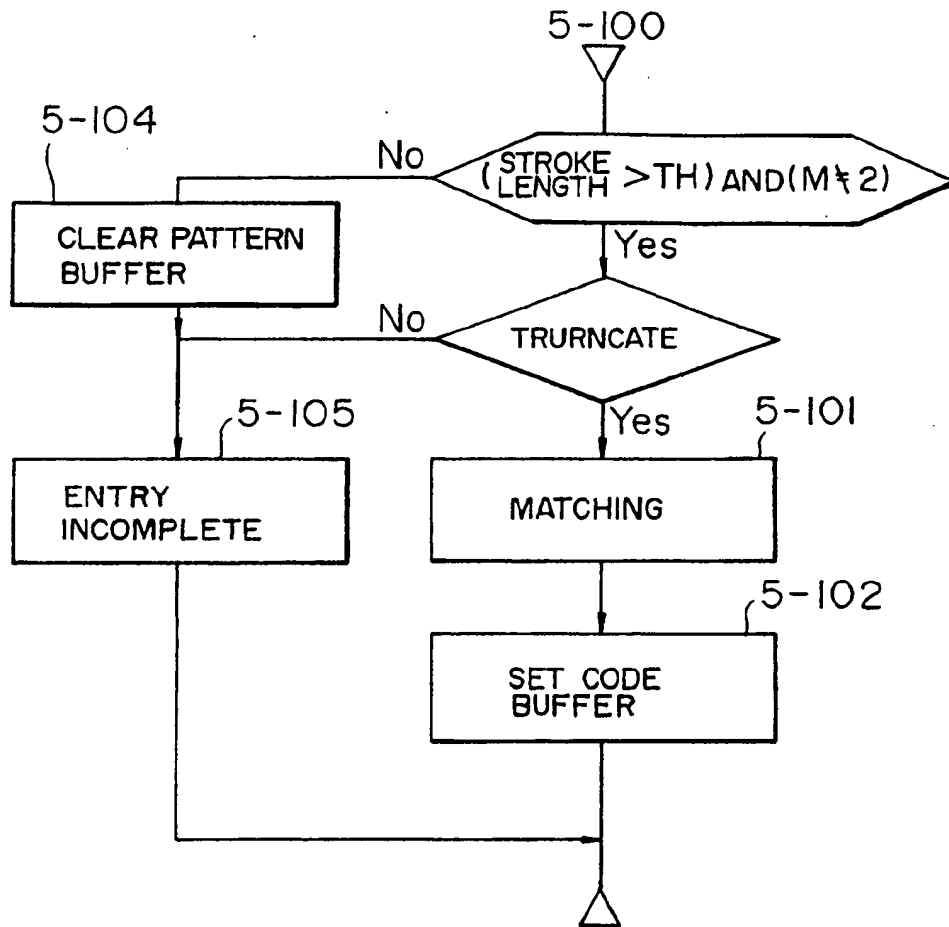 5-100
5-104
No
(STROKE LENGTH > TH) AND (M ≠ 2)
CLEAR PATTERN
BUFFER
Yes
No
TRURNCATE
5-105
Yes
5-101
ENTRY
INCOMPLETE
MATCHING
5-102
SET CODE
BUFFER